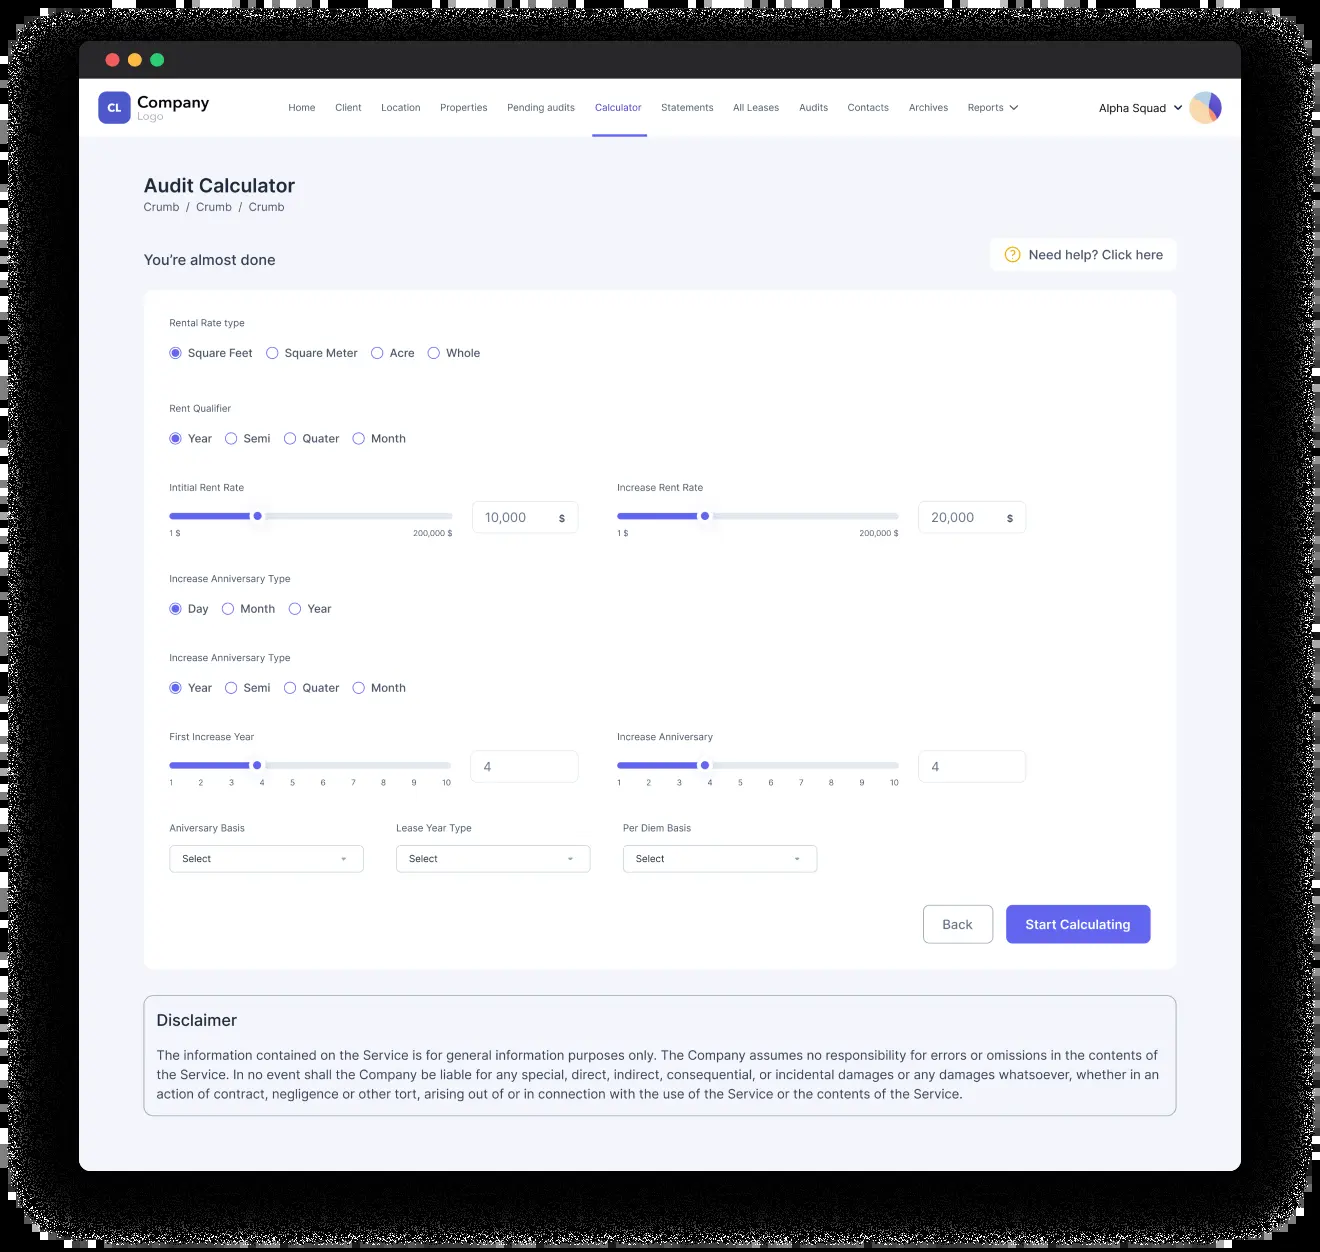 CL Company
Logo
Home Client Location Properties Pending audits Calculator Statements All Leases Audits Contacts Archives Reports
Alpha Squad
Audit Calculator
Crumb / Crumb / Crumb
You're almost done
? Need help? Click here
Rental Rate type
Square Feet Square Meter Acre Whole
Rent Qualifier
Year Semi Quater Month
Intitial Rent Rate Increase Rent Rate
10,000 $ 20,000 $
1 $ 200,000 $ 1 $ 200,000 $
Increase Anniversary Type
Day Month Year
Increase Anniversary Type
Year Semi Quater Month
First Increase Year Increase Anniversary
4 4
1 2 3 4 5 6 7 8 9 10 1 2 3 4 5 6 7 8 9 10
Aniversary Basis Lease Year Type Per Diem Basis
Select Select Select
Back Start Calculating
Disclaimer
The information contained on the Service is for general information purposes only. The Company assumes no responsibility for errors or omissions in the contents of
the Service. In no event shall the Company be liable for any special, direct, indirect, consequential, or incidental damages or any damages whatsoever, whether in an
action of contract, negligence or other tort, arising out of or in connection with the use of the Service or the contents of the Service.